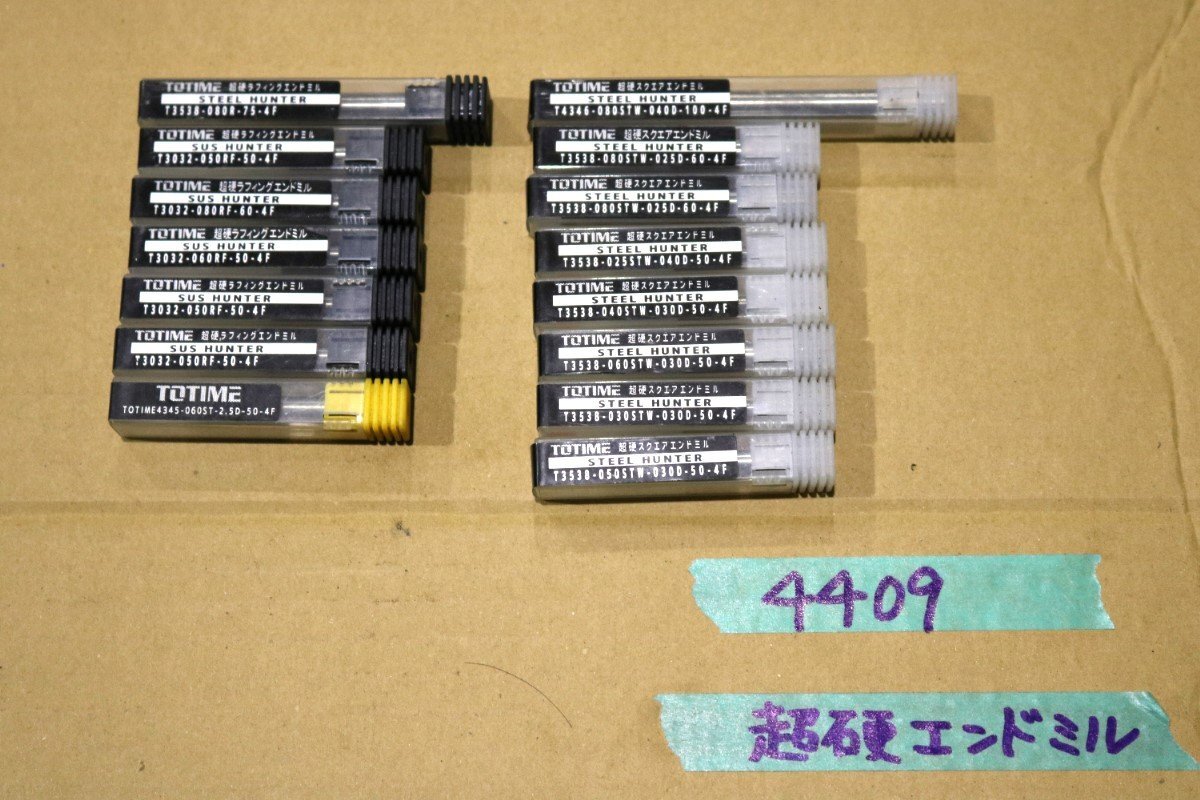 TOTIME 超硬ラフィングエンドミル
STEEL HUNTER
T3538-080R-75-4F
TOTIME 超硬ラフィングエンドミル
SUS HUNTER
T3032-050RF-50-4F
TOTIME 超硬ラフィングエンドミル
SUS HUNTER
T3032-080RF-60-4F
TOTIME 超硬ラフィングエンドミル
SUS HUNTER
T3032-060RF-50-4F
TOTIME 超硬ラフィングエンドミル
SUS HUNTER
T3032-050RF-50-4F
TOTIME 超硬ラフィングエンドミル
SUS HUNTER
T3032-050RF-50-4F
TOTIME
TOTIME4345-060ST-2.5D-50-4F
TOTIME 超硬スクエアエンドミル
STEEL HUNTER
T4346-080STW-040D-100-4F
TOTIME 超硬スクエアエンドミル
STEEL HUNTER
T3538-080STW-025D-60-4F
TOTIME 超硬スクエアエンドミル
STEEL HUNTER
T3538-080STW-025D-60-4F
TOTIME 超硬スクエアエンドミル
STEEL HUNTER
T3538-025STW-040D-50-4F
TOTIME 超硬スクエアエンドミル
STEEL HUNTER
T3538-040STW-030D-50-4F
TOTIME 超硬スクエアエンドミル
STEEL HUNTER
T3538-060STW-030D-50-4F
TOTIME 超硬スクエアエンドミル
STEEL HUNTER
T3538-030STW-030D-50-4F
TOTIME 超硬スクエアエンドミル
STEEL HUNTER
T3538-050STW-030D-50-4F
4409
超硬エンドミル